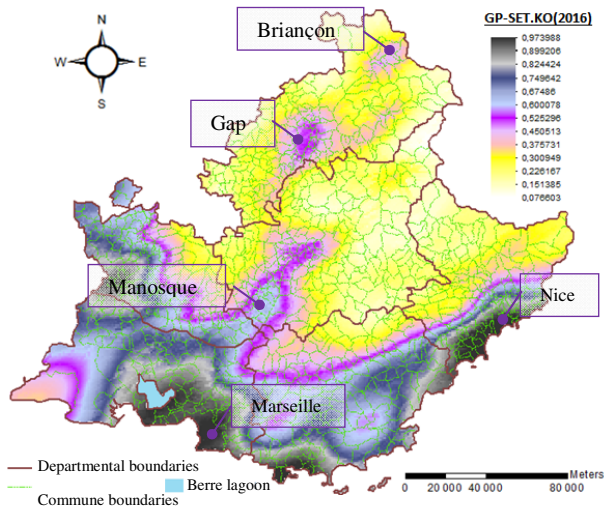 GP-SET.KO(2016)
0,973988
0,899206
0,824424
0,749642
0,67486
0,600078
0,525296
0,450513
0,375731
0,300949
0,226167
0,151385
0,076603
N
W E
S
Briançon
Gap
Manosque
Nice
Marseille
Departmental boundaries
Commune boundaries
Berre lagoon
Meters
0 20 000 40 000 80 000